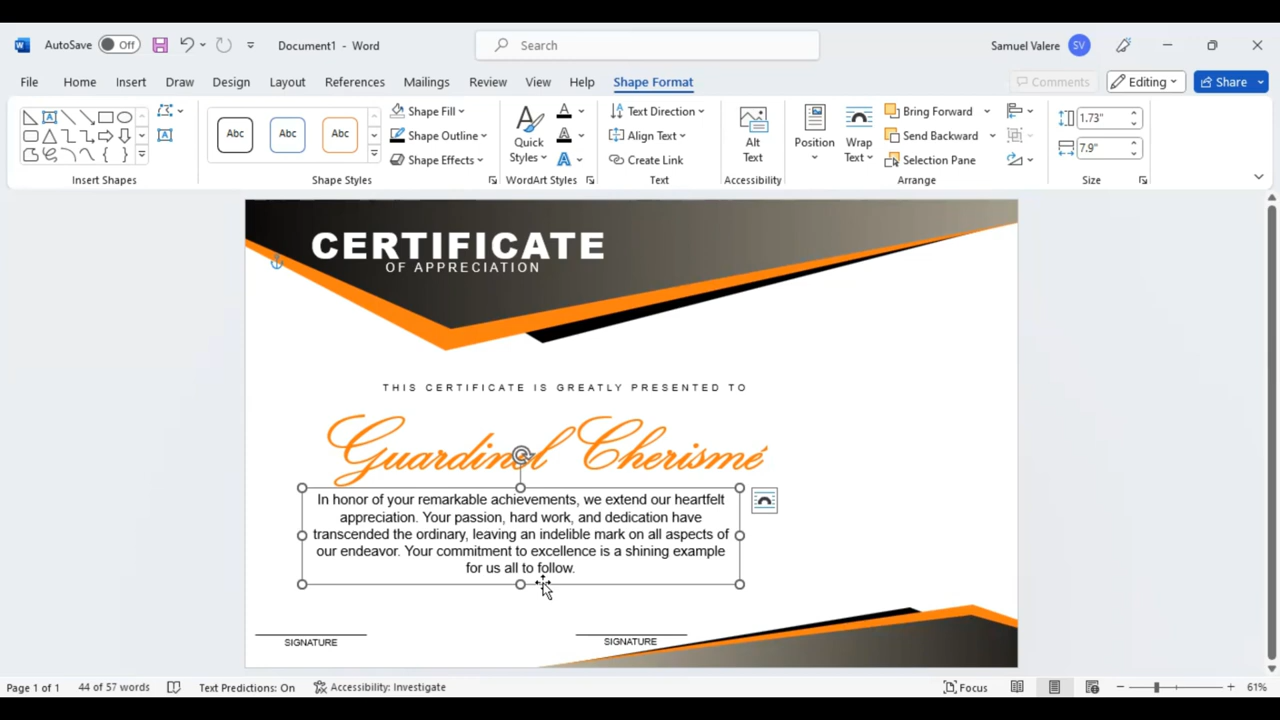 AutoSave Off Document1 - Word Search Samuel Valere SV
File Home Insert Draw Design Layout References Mailings Review View Help Shape Format Comments Editing Share
Abc Abc Abc
Shape Fill
Shape Outline
Shape Effects
Quick Styles
Text Direction
Align Text
Create Link
Alt Text
Position
Wrap Text
Bring Forward
Send Backward
Selection Pane
1.73"
7.9"
Insert Shapes Shape Styles WordArt Styles Text Accessibility Arrange Size
CERTIFICATE
OF APPRECIATION
THIS CERTIFICATE IS GREATLY PRESENTED TO
Guardinel Cherismé
In honor of your remarkable achievements, we extend our heartfelt
appreciation. Your passion, hard work, and dedication have
transcended the ordinary, leaving an indelible mark on all aspects of
our endeavor. Your commitment to excellence is a shining example
for us all to follow.
SIGNATURE SIGNATURE
Page 1 of 1 44 of 57 words Text Predictions: On Accessibility: Investigate Focus 61%